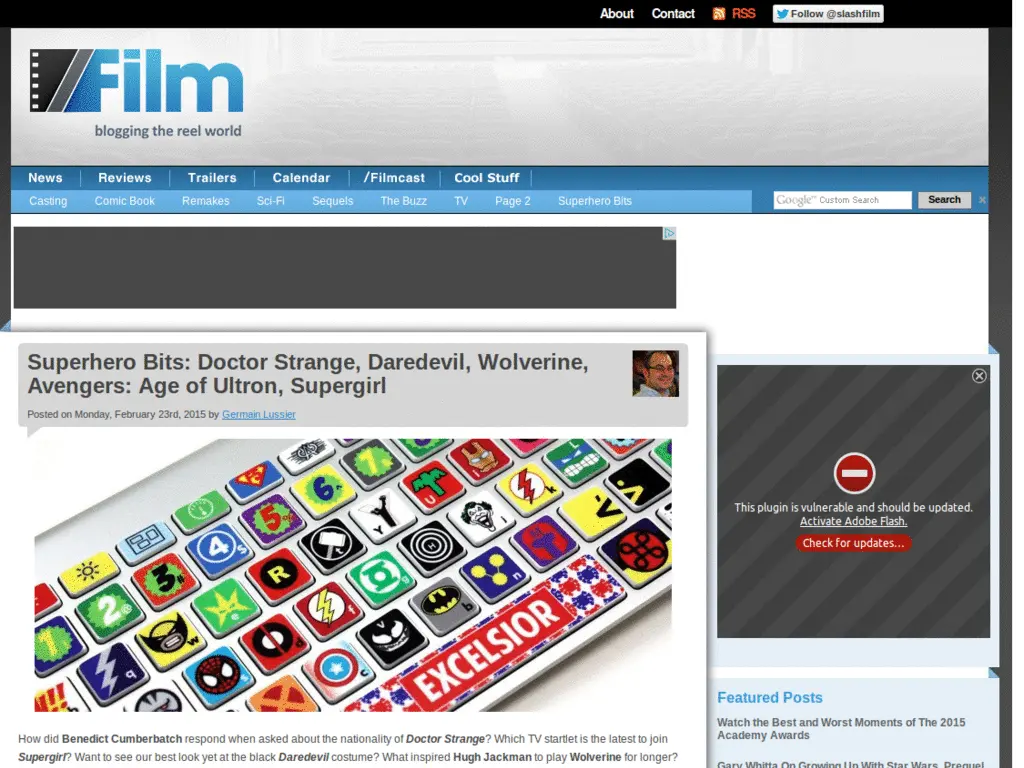 About Contact RSS Follow @slashfilm
/Film
blogging the reel world
News Reviews Trailers Calendar /Filmcast Cool Stuff
Casting Comic Book Remakes Sci-Fi Sequels The Buzz TV Page 2 Superhero Bits
Google™ Custom Search Search ×
Superhero Bits: Doctor Strange, Daredevil, Wolverine,
Avengers: Age of Ultron, Supergirl
Posted on Monday, February 23rd, 2015 by Germain Lussier
EXCELSIOR
This plugin is vulnerable and should be updated.
Activate Adobe Flash.
Check for updates...
How did Benedict Cumberbatch respond when asked about the nationality of Doctor Strange? Which TV startlet is the latest to join
Supergirl? Want to see our best look yet at the black Daredevil costume? What inspired Hugh Jackman to play Wolverine for longer?
Featured Posts
Watch the Best and Worst Moments of The 2015
Academy Awards
Gary Whitta On Growing Up With Star Wars, Prequel